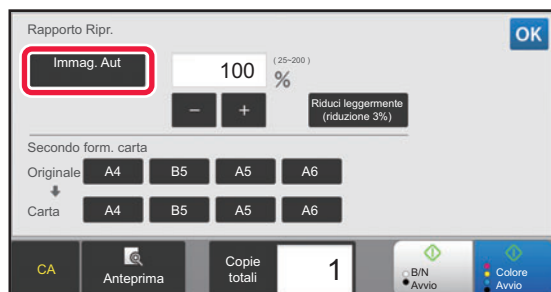 Rapporto Ripr.
OK
Immag. Aut
100
(25~200)
%
−
+
Riduci leggermente
(riduzione 3%)
Secondo form. carta
Originale A4 B5 A5 A6
Carta A4 B5 A5 A6
CA
Anteprima
Copie
totali
1
B/N
Avvio
Colore
Avvio